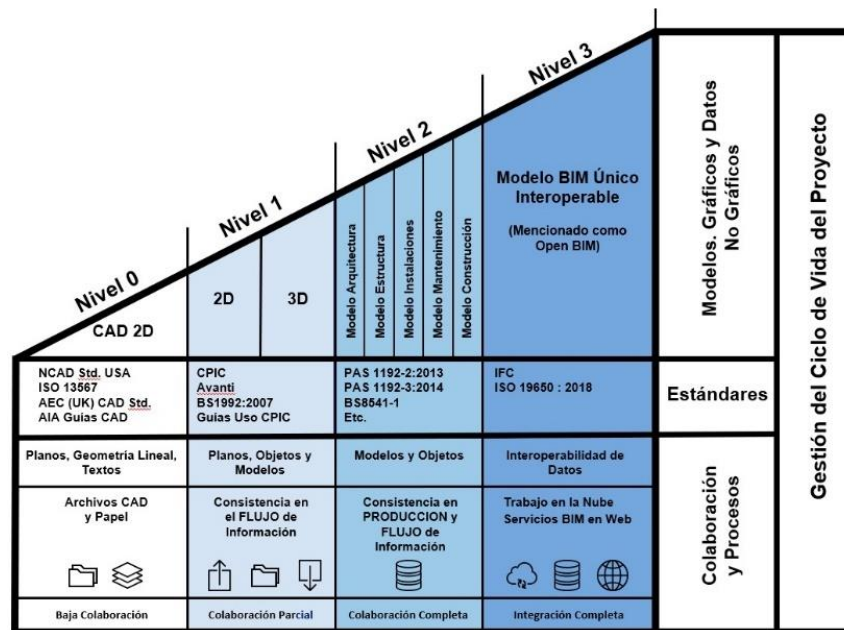 Nivel 0
Nivel 1
Nivel 2
Nivel 3
CAD 2D
2D
3D
Modelo Arquitectura
Modelo Estructura
Modelo Instalaciones
Modelo Mantenimiento
Modelo Construcción
Modelo BIM Único
Interoperable
(Mencionado como
Open BIM)
Modelos. Gráficos y Datos
No Gráficos
Gestión del Ciclo de Vida del Proyecto
NCAD Std. USA
ISO 13567
AEC (UK) CAD Std.
AIA Guías CAD
CPIC
Avanti
BS1992:2007
Guías Uso CPIC
PAS 1192-2:2013
PAS 1192-3:2014
BS8541-1
Etc.
IFC
ISO 19650 : 2018
Estándares
Planos, Geometría Lineal,
Textos
Planos, Objetos y
Modelos
Modelos y Objetos
Interoperabilidad de
Datos
Archivos CAD
y Papel
Consistencia en
el FLUJO de
Información
Consistencia en
PRODUCCION y
FLUJO de
Información
Trabajo en la Nube
Servicios BIM en Web
Colaboración
y Procesos
Baja Colaboración
Colaboración Parcial
Colaboración Completa
Integración Completa